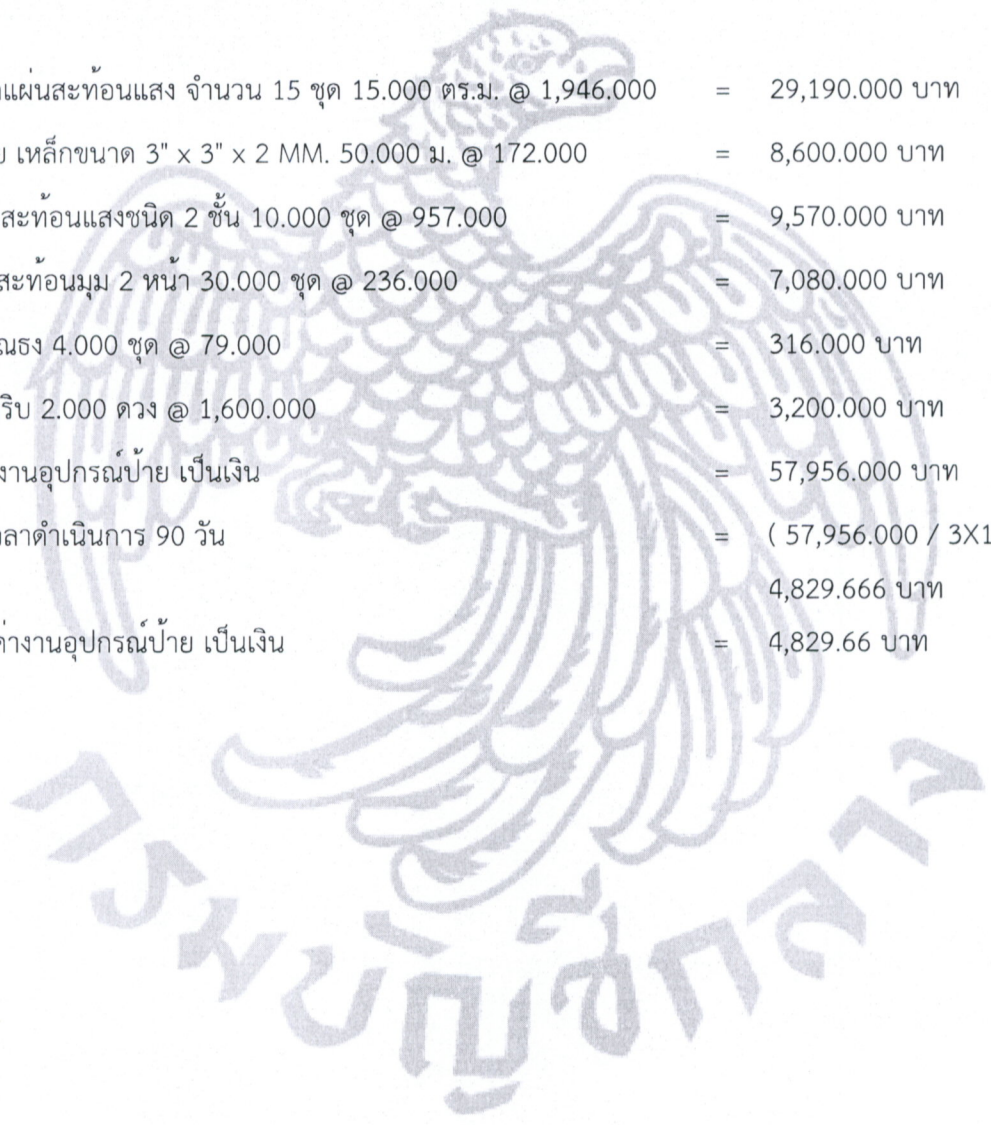 แผ่นสะท้อนแสง จำนวน 15 ชุด 15.000 ตร.ม. @ 1,946.000 = 29,190.000 บาท
เหล็กขนาด 3" x 3" x 2 MM. 50.000 ม. @ 172.000 = 8,600.000 บาท
สะท้อนแสงชนิด 2 ชั้น 10.000 ชุด @ 957.000 = 9,570.000 บาท
สะท้อนมุม 2 หน้า 30.000 ชุด @ 236.000 = 7,080.000 บาท
ณธง 4.000 ชุด @ 79.000 = 316.000 บาท
ริบ 2.000 ดวง @ 1,600.000 = 3,200.000 บาท
งานอุปกรณ์ป้าย เป็นเงิน = 57,956.000 บาท
ลาดำเนินการ 90 วัน = ( 57,956.000 / 3X1
4,829.666 บาท
ค่างานอุปกรณ์ป้าย เป็นเงิน = 4,829.66 บาท
กรมบัญชีกลาง